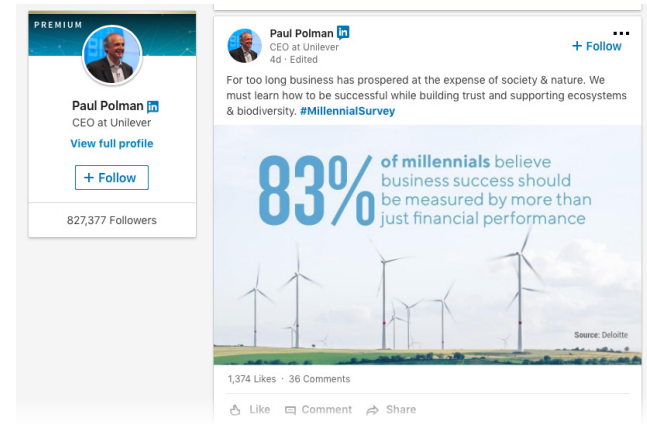 PREMIUM
Paul Polman in
CEO at Unilever
View full profile
+ Follow
827,377 Followers
Paul Polman in
CEO at Unilever
4d · Edited
+ Follow
For too long business has prospered at the expense of society & nature. We
must learn how to be successful while building trust and supporting ecosystems
& biodiversity. #MillennialSurvey
83% of millennials believe
business success should
be measured by more than
just financial performance
Source: Deloitte
1,374 Likes · 36 Comments
Like Comment Share